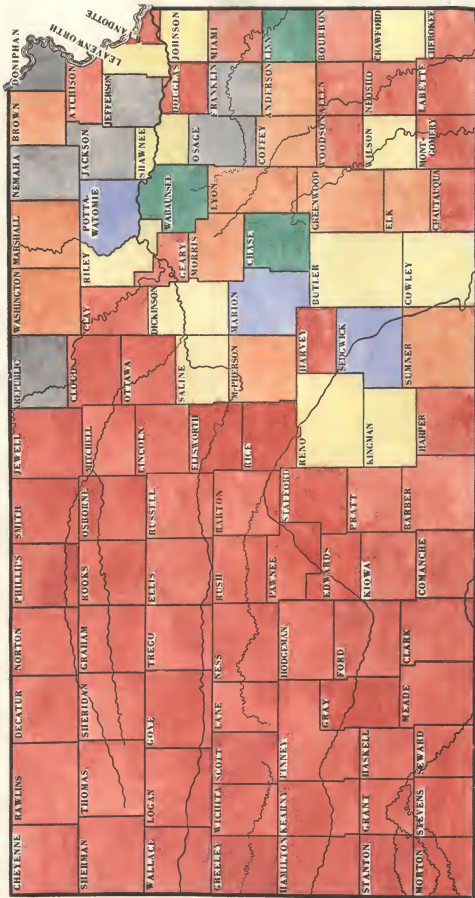 CHEYENNE
RAWLINS
DECATUR
NORTON
PHILLIPS
SMITH
JEWELL
REPUBLIC
WASHINGTON
MARSHALL
NEMAHA
BROWN
DONIPHAN
SHERMAN
THOMAS
SHERIDAN
GRAHAM
ROOKS
OSBORNE
MITCHELL
CLOUD
CLAY
RILEY
POTTA-
WATOMIE
JACKSON
ATCHISON
JEFFERSON
LEAVENWORTH
WYANDOTTE
WALLACE
LOGAN
GOVE
TREGO
ELLIS
RUSSELL
LINCOLN
OTTAWA
SALINE
DICKINSON
GEARY
MORRIS
WABAUNSEE
SHAWNEE
OSAGE
DOUGLAS
JOHNSON
GREELEY
WICHITA
SCOTT
LANE
NESS
RUSH
BARTON
ELLSWORTH
RICE
McPHERSON
MARION
CHASE
LYON
COFFEY
FRANKLIN
ANDERSON
MIAMI
LINN
HAMILTON
KEARNY
FINNEY
HODGEMAN
PAWNEE
STAFFORD
RENO
HARVEY
SEDGWICK
BUTLER
GREENWOOD
WOODSON
ALLEN
BOURBON
STANTON
GRANT
HASKELL
GRAY
FORD
EDWARDS
KIOWA
PRATT
KINGMAN
ELK
WILSON
NEOSHO
CRAWFORD
MORTON
STEVENS
SEWARD
MEADE
CLARK
COMANCHE
BARBER
HARPER
SUMNER
COWLEY
CHAUTAUQUA
MONT-
GOMERY
LABETTE
CHEROKEE